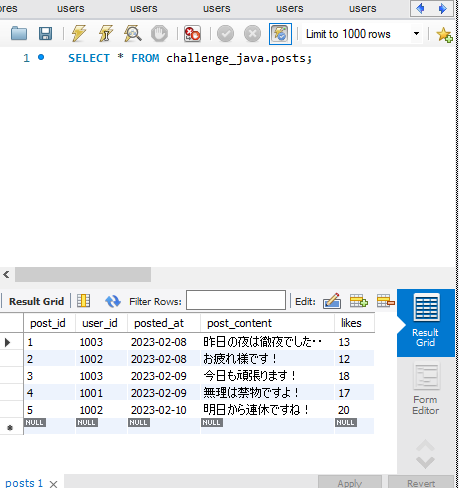 ores users users users users
Limit to 1000 rows
1 SELECT * FROM challenge_java.posts;
Result Grid Filter Rows: Edit:
post_id user_id posted_at post_content likes
1 1003 2023-02-08 昨日の夜は徹夜でした・・ 13
2 1002 2023-02-08 お疲れ様です！ 12
3 1003 2023-02-09 今日も頑張ります！ 18
4 1001 2023-02-09 無理は禁物ですよ！ 17
5 1002 2023-02-10 明日から連休ですね！ 20
NULL NULL NULL NULL NULL
Result
Grid
Form
Editor
posts 1 Apply Revert